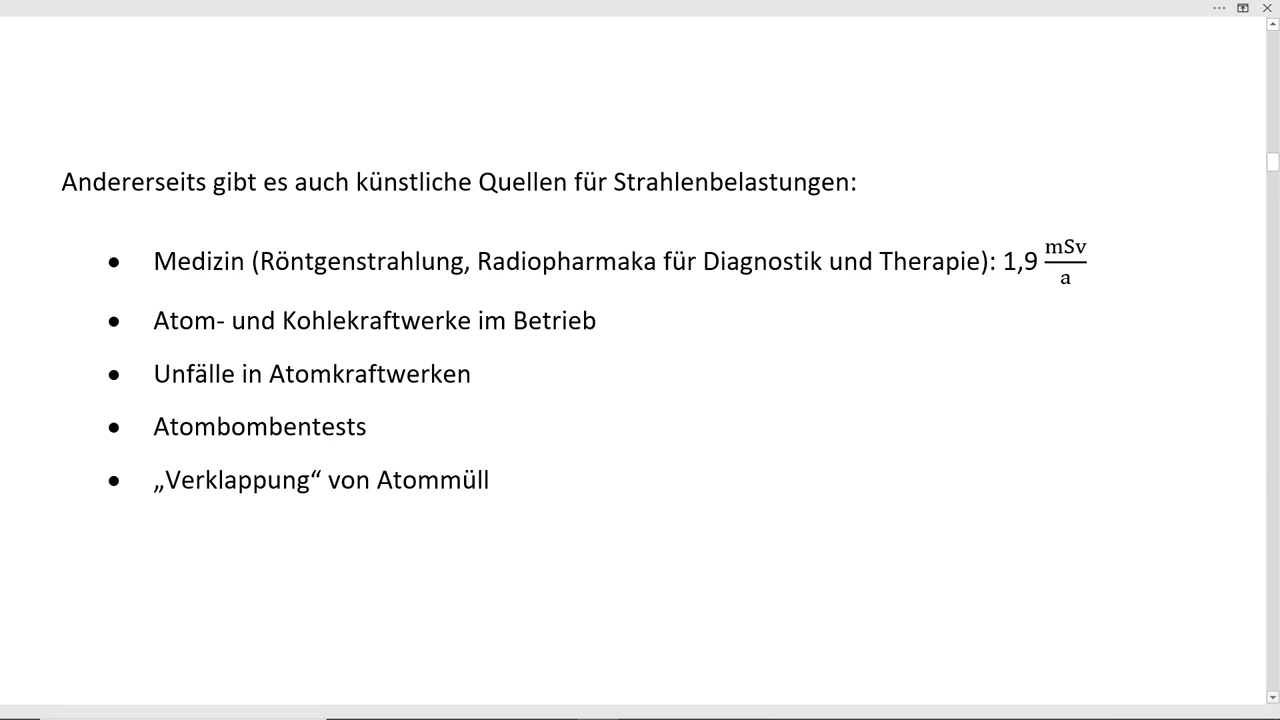 Andererseits gibt es auch künstliche Quellen für Strahlenbelastungen:
● Medizin (Röntgenstrahlung, Radiopharmaka für Diagnostik und Therapie): 1,9 mSv/a
● Atom- und Kohlekraftwerke im Betrieb
● Unfälle in Atomkraftwerken
● Atombombentests
● „Verklappung“ von Atommüll